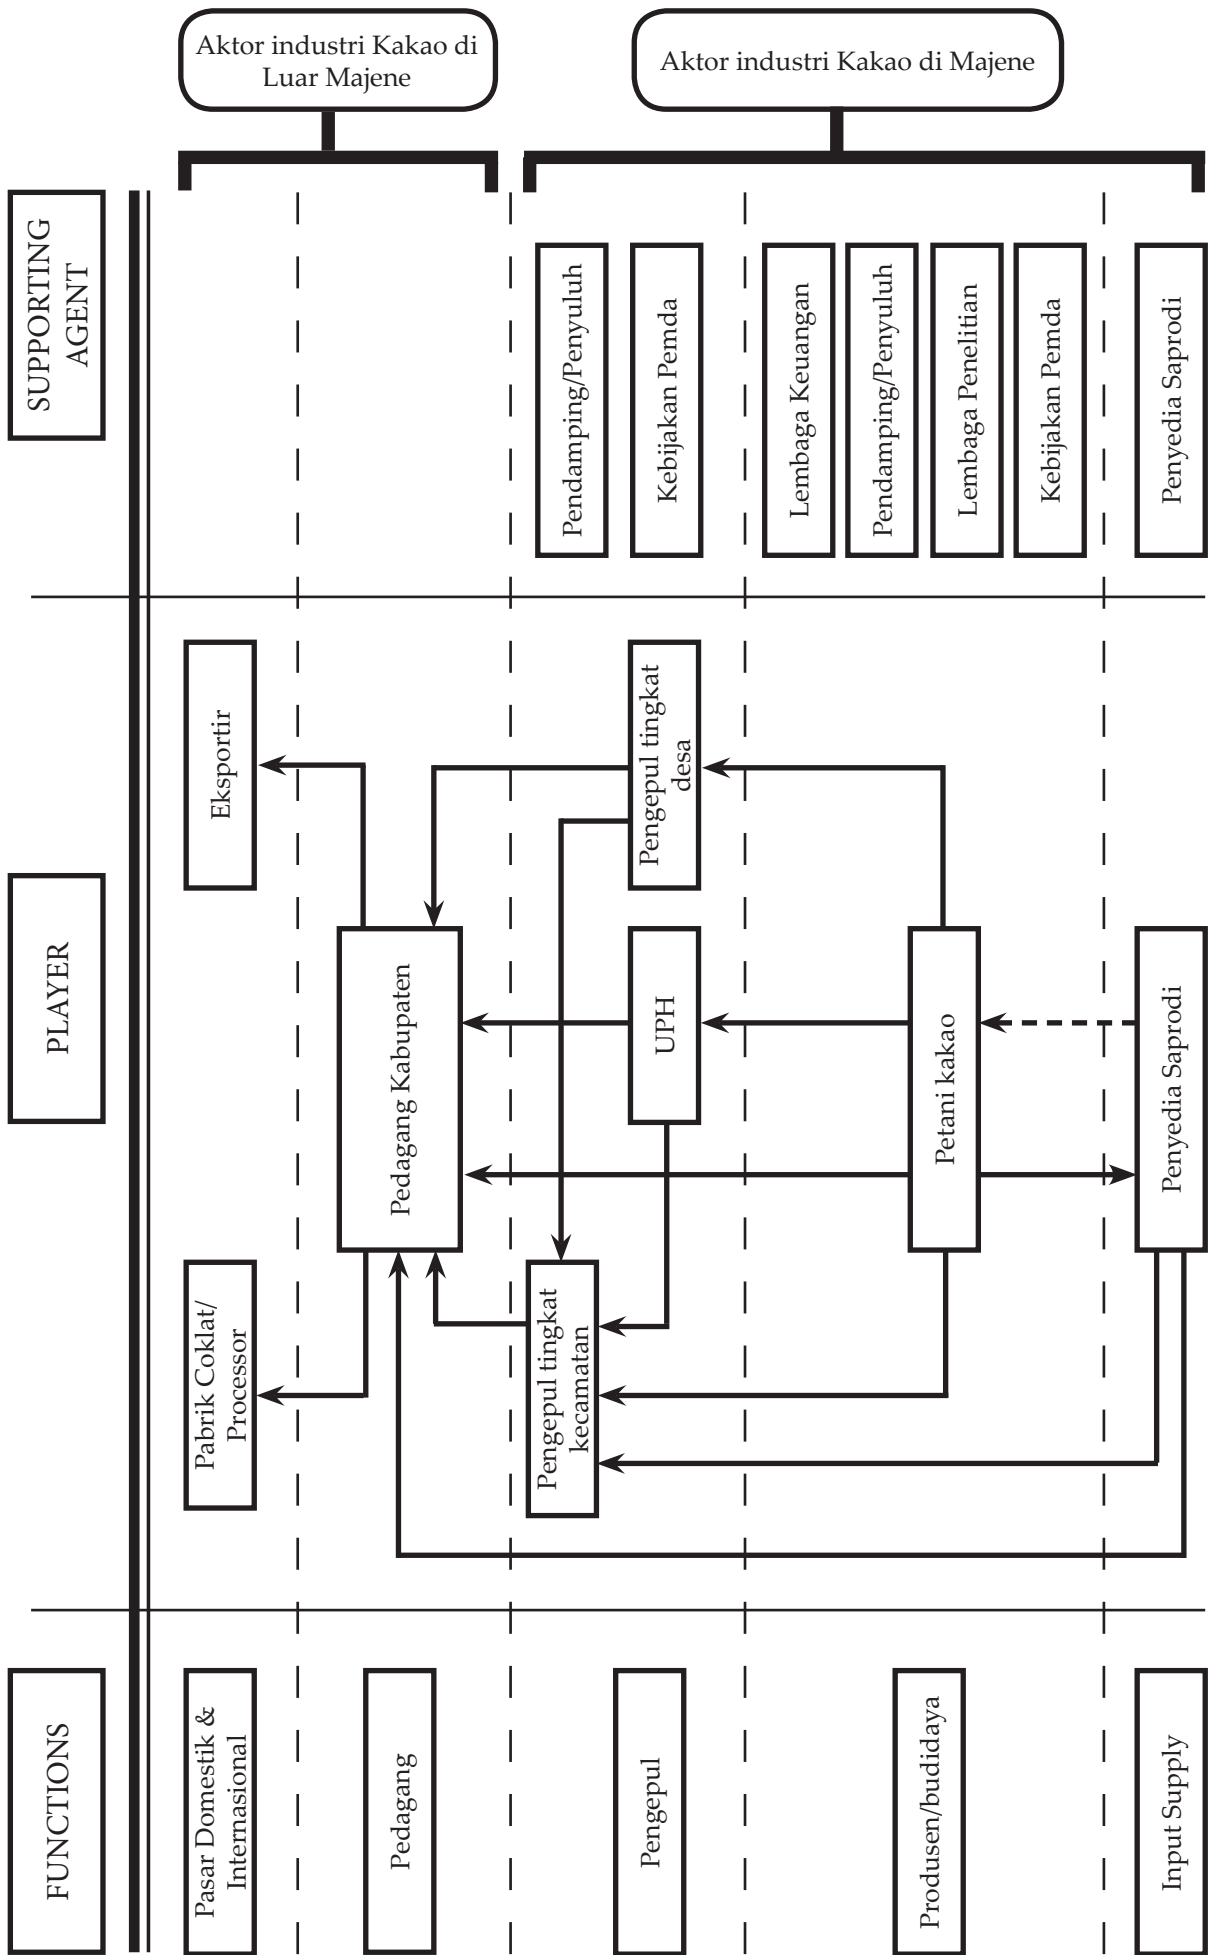 Aktor industri Kakao di
Luar Majene
Aktor industri Kakao di Majene
FUNCTIONS
PLAYER
SUPPORTING
AGENT
Pasar Domestik &
Internasional
Pabrik Coklat/
Processor
Eksportir
Pedagang
Pedagang Kabupaten
Pengepul
Pengepul tingkat
kecamatan
UPH
Pengepul tingkat
desa
Pendamping/Penyuluh
Kebijakan Pemda
Produsen/budidaya
Petani kakao
Lembaga Keuangan
Pendamping/Penyuluh
Lembaga Penelitian
Kebijakan Pemda
Input Supply
Penyedia Saprodi
Penyedia Saprodi